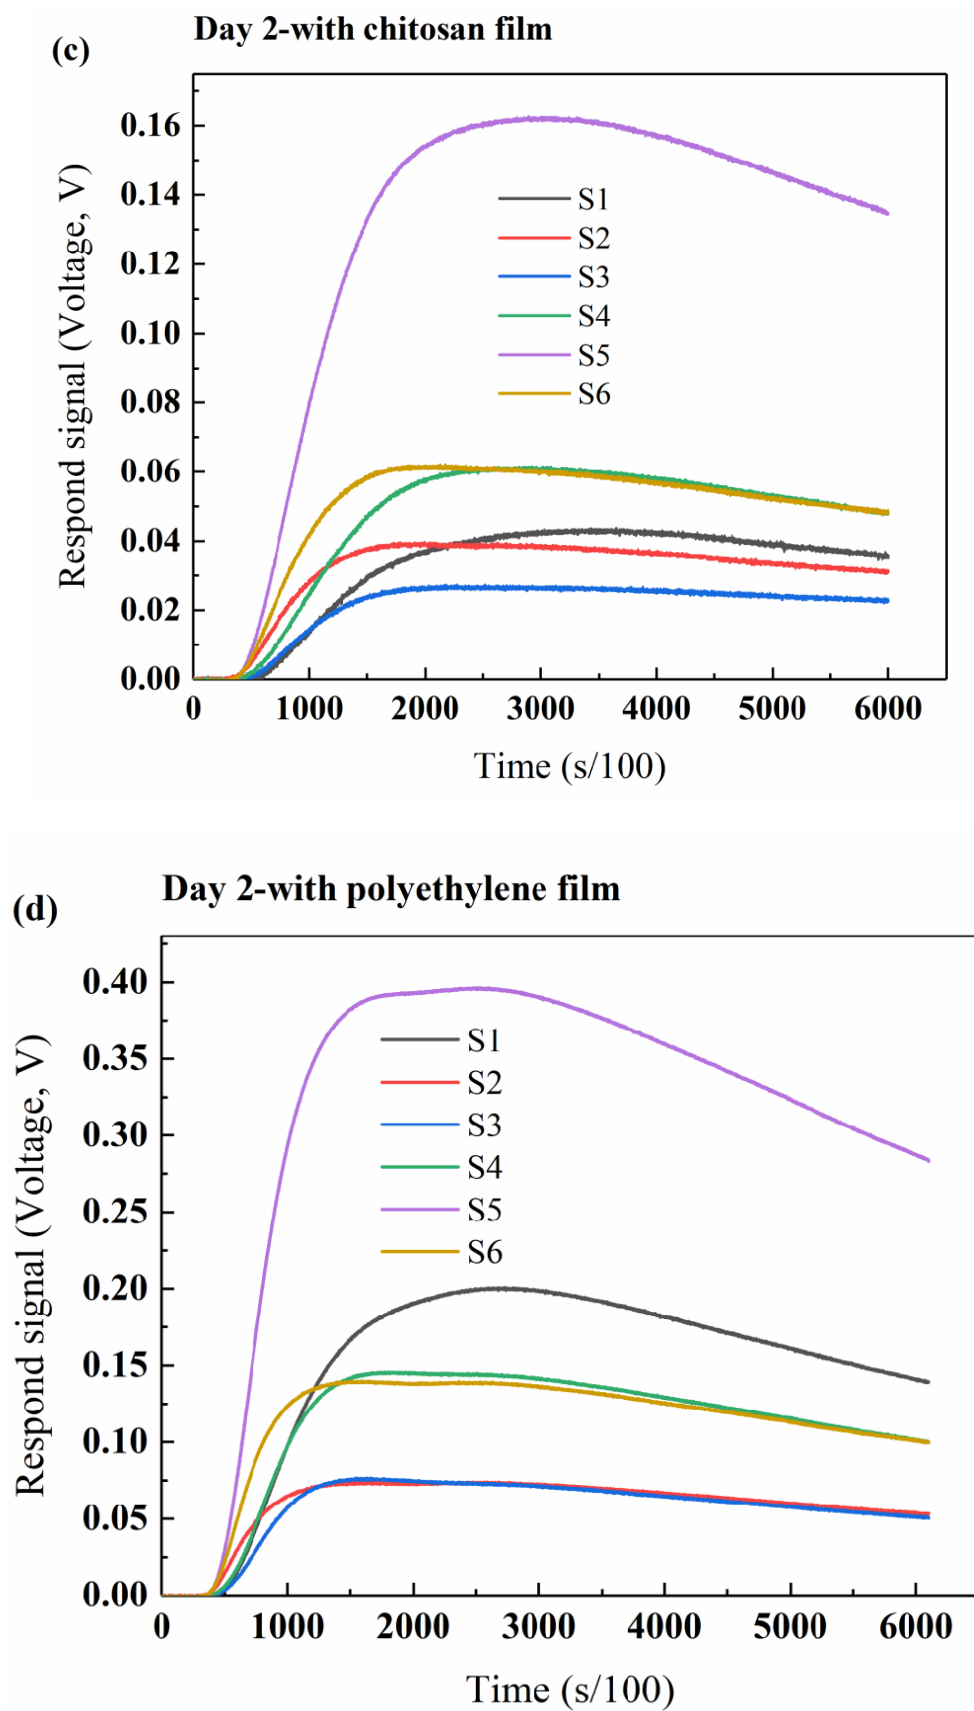 Day 2-with chitosan film
(c)
0.16
0.14
0.12
0.10
0.08
0.06
0.04
0.02
0.00
Respond signal (Voltage, V)
S1
S2
S3
S4
S5
S6
0 1000 2000 3000 4000 5000 6000
Time (s/100)
Day 2-with polyethylene film
(d)
0.40
0.35
0.30
0.25
0.20
0.15
0.10
0.05
0.00
Respond signal (Voltage, V)
S1
S2
S3
S4
S5
S6
0 1000 2000 3000 4000 5000 6000
Time (s/100)